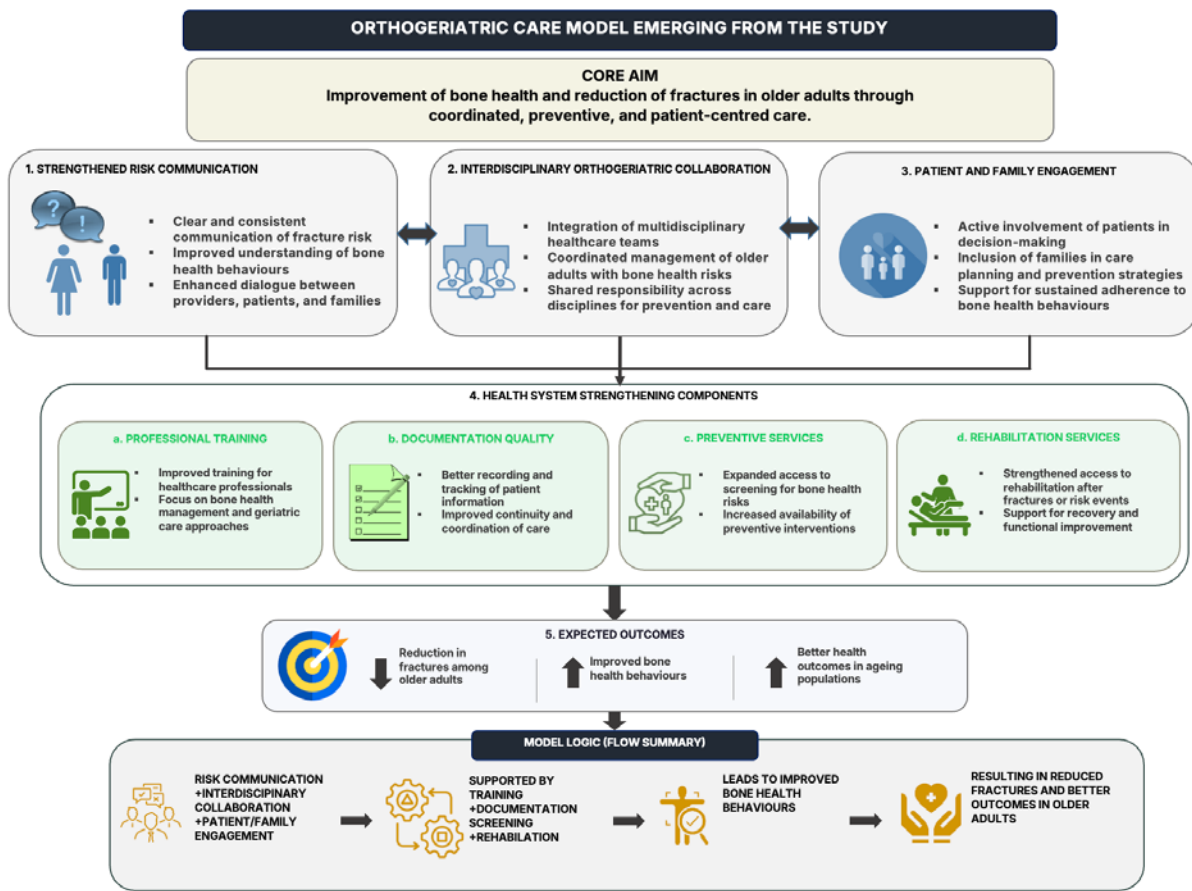 ORTHOGERIATRIC CARE MODEL EMERGING FROM THE STUDY
CORE AIM
Improvement of bone health and reduction of fractures in older adults through
coordinated, preventive, and patient-centred care.
1. STRENGTHENED RISK COMMUNICATION
?
!
▪ Clear and consistent
communication of fracture risk
▪ Improved understanding of bone
health behaviours
▪ Enhanced dialogue between
providers, patients, and families
2. INTERDISCIPLINARY ORTHOGERIATRIC COLLABORATION
▪ Integration of multidisciplinary
healthcare teams
▪ Coordinated management of older
adults with bone health risks
▪ Shared responsibility across
disciplines for prevention and care
3. PATIENT AND FAMILY ENGAGEMENT
▪ Active involvement of patients in
decision-making
▪ Inclusion of families in care
planning and prevention strategies
▪ Support for sustained adherence to
bone health behaviours
4. HEALTH SYSTEM STRENGTHENING COMPONENTS
a. PROFESSIONAL TRAINING
▪ Improved training for
healthcare professionals
▪ Focus on bone health
management and geriatric
care approaches
b. DOCUMENTATION QUALITY
▪ Better recording and
tracking of patient
information
▪ Improved continuity and
coordination of care
c. PREVENTIVE SERVICES
▪ Expanded access to
screening for bone health
risks
▪ Increased availability of
preventive interventions
d. REHABILITATION SERVICES
▪ Strengthened access to
rehabilitation after
fractures or risk events
▪ Support for recovery and
functional improvement
5. EXPECTED OUTCOMES
Reduction in
fractures among
older adults
Improved bone
health behaviours
Better health
outcomes in ageing
populations
MODEL LOGIC (FLOW SUMMARY)
RISK COMMUNICATION
+INTERDISCIPINARY
COLLABORATION
+PATIENT/FAMILY
ENGAGEMENT
SUPPORTED BY
TRAINING
+DOCUMENTATION
SCREENING
+REHABILATION
LEADS TO IMPROVED
BONE HEALTH
BEHAVIOURS
RESULTING IN REDUCED
FRACTURES AND BETTER
OUTCOMES IN OLDER
ADULTS